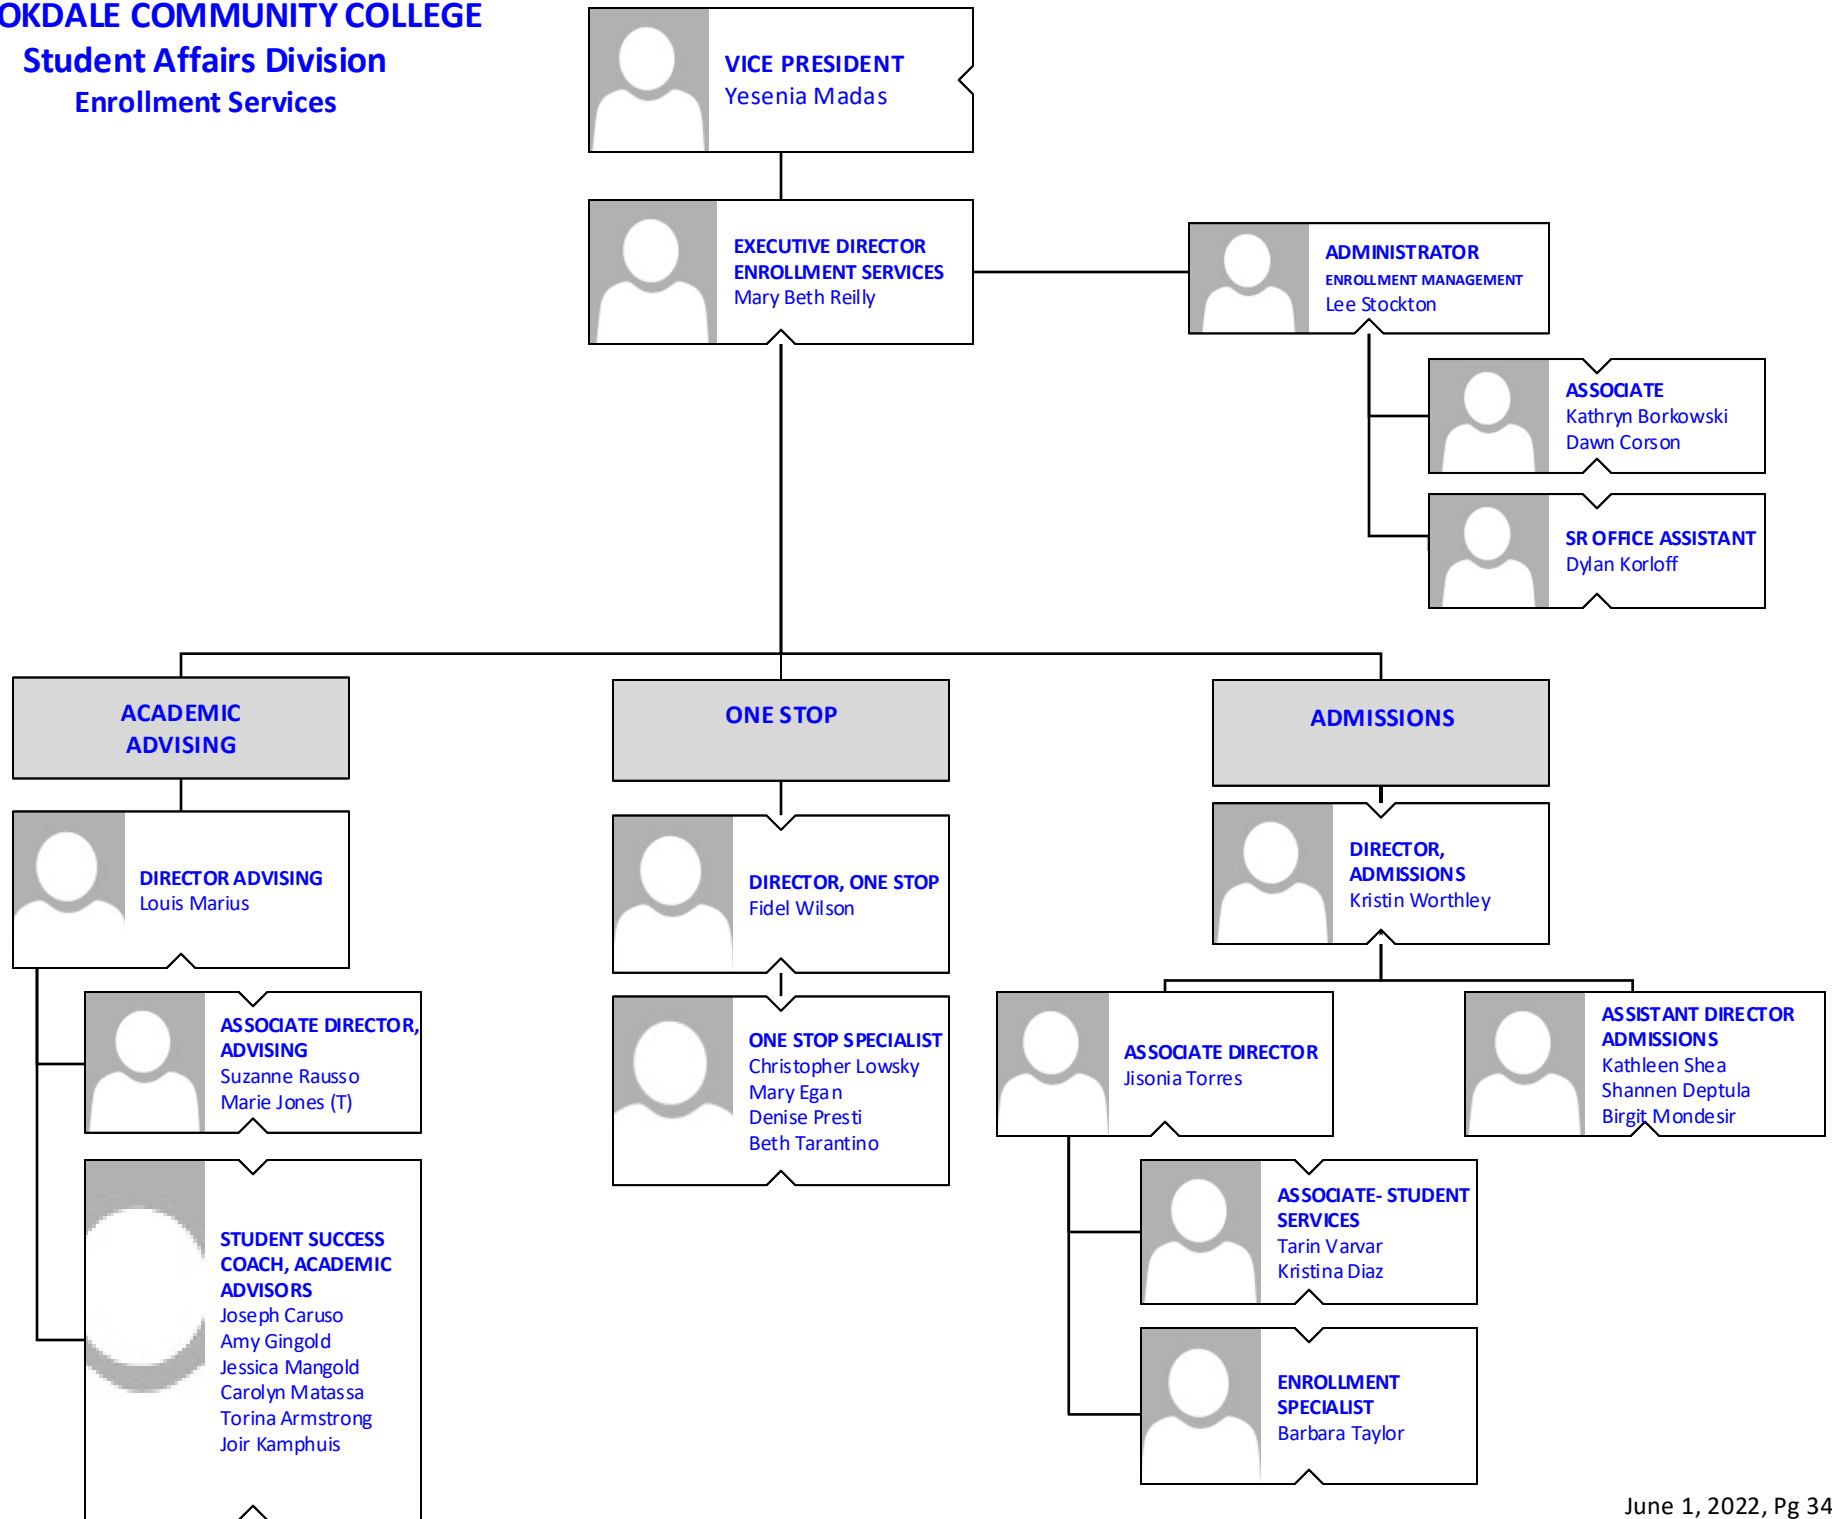 OKDALE COMMUNITY COLLEGE
Student Affairs Division
Enrollment Services
VICE PRESIDENT
Yesenia Madas
EXECUTIVE DIRECTOR
ENROLLMENT SERVICES
Mary Beth Reilly
ADMINISTRATOR
ENROLLMENT MANAGEMENT
Lee Stockton
ASSOCIATE
Kathryn Borkowski
Dawn Corson
SR OFFICE ASSISTANT
Dylan Korloff
ACADEMIC
ADVISING
ONE STOP
ADMISSIONS
DIRECTOR ADVISING
Louis Marius
DIRECTOR, ONE STOP
Fidel Wilson
DIRECTOR,
ADMISSIONS
Kristin Worthley
ASSOCIATE DIRECTOR,
ADVISING
Suzanne Rausso
Marie Jones (T)
ONE STOP SPECIALIST
Christopher Lowsky
Mary Egan
Denise Presti
Beth Tarantino
ASSOCIATE DIRECTOR
Jisonia Torres
ASSISTANT DIRECTOR
ADMISSIONS
Kathleen Shea
Shannen Deptula
Birgit Mondesir
STUDENT SUCCESS
COACH, ACADEMIC
ADVISORS
Joseph Caruso
Amy Gingold
Jessica Mangold
Carolyn Matassa
Torina Armstrong
Joir Kamphuis
ASSOCIATE- STUDENT
SERVICES
Tarin Varvar
Kristina Diaz
ENROLLMENT
SPECIALIST
Barbara Taylor
June 1, 2022, Pg 34